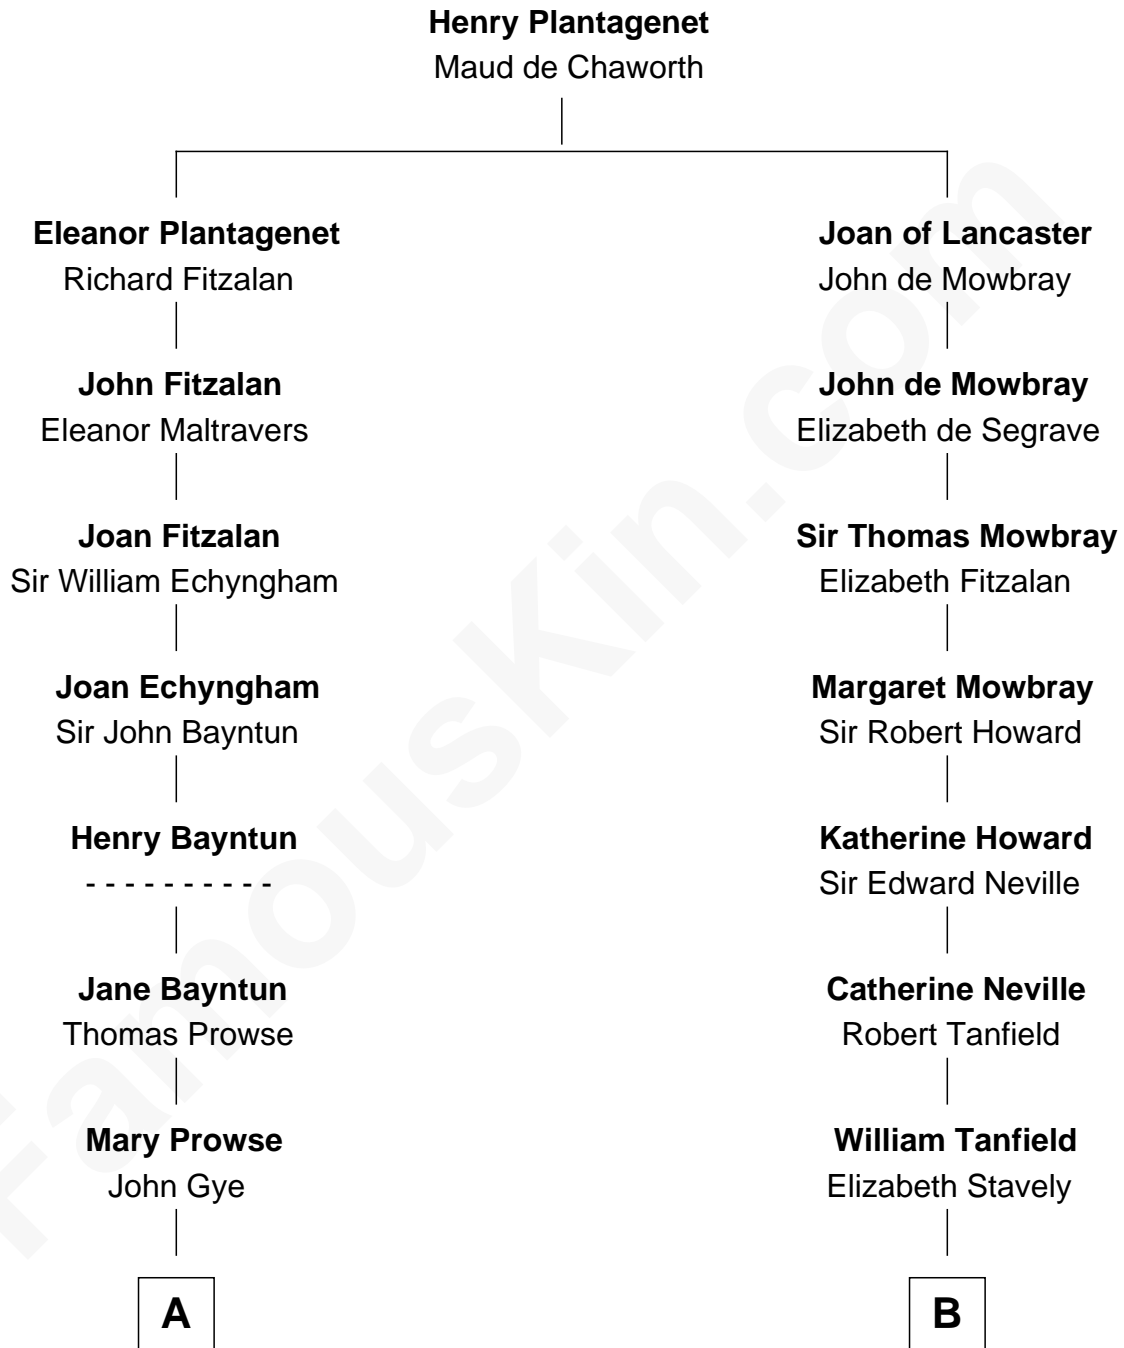 Henry Plantagenet
Maud de Chaworth
Eleanor Plantagenet
Richard Fitzalan
Joan of Lancaster
John de Mowbray
John Fitzalan
Eleanor Maltravers
John de Mowbray
Elizabeth de Segrave
Joan Fitzalan
Sir William Echyngham
Sir Thomas Mowbray
Elizabeth Fitzalan
Joan Echyngham
Sir John Bayntun
Margaret Mowbray
Sir Robert Howard
Henry Bayntun
- - - - - - - - - -
Katherine Howard
Sir Edward Neville
Jane Bayntun
Thomas Prowse
Catherine Neville
Robert Tanfield
Mary Prowse
John Gye
William Tanfield
Elizabeth Stavely
A
B
FamousKin.com